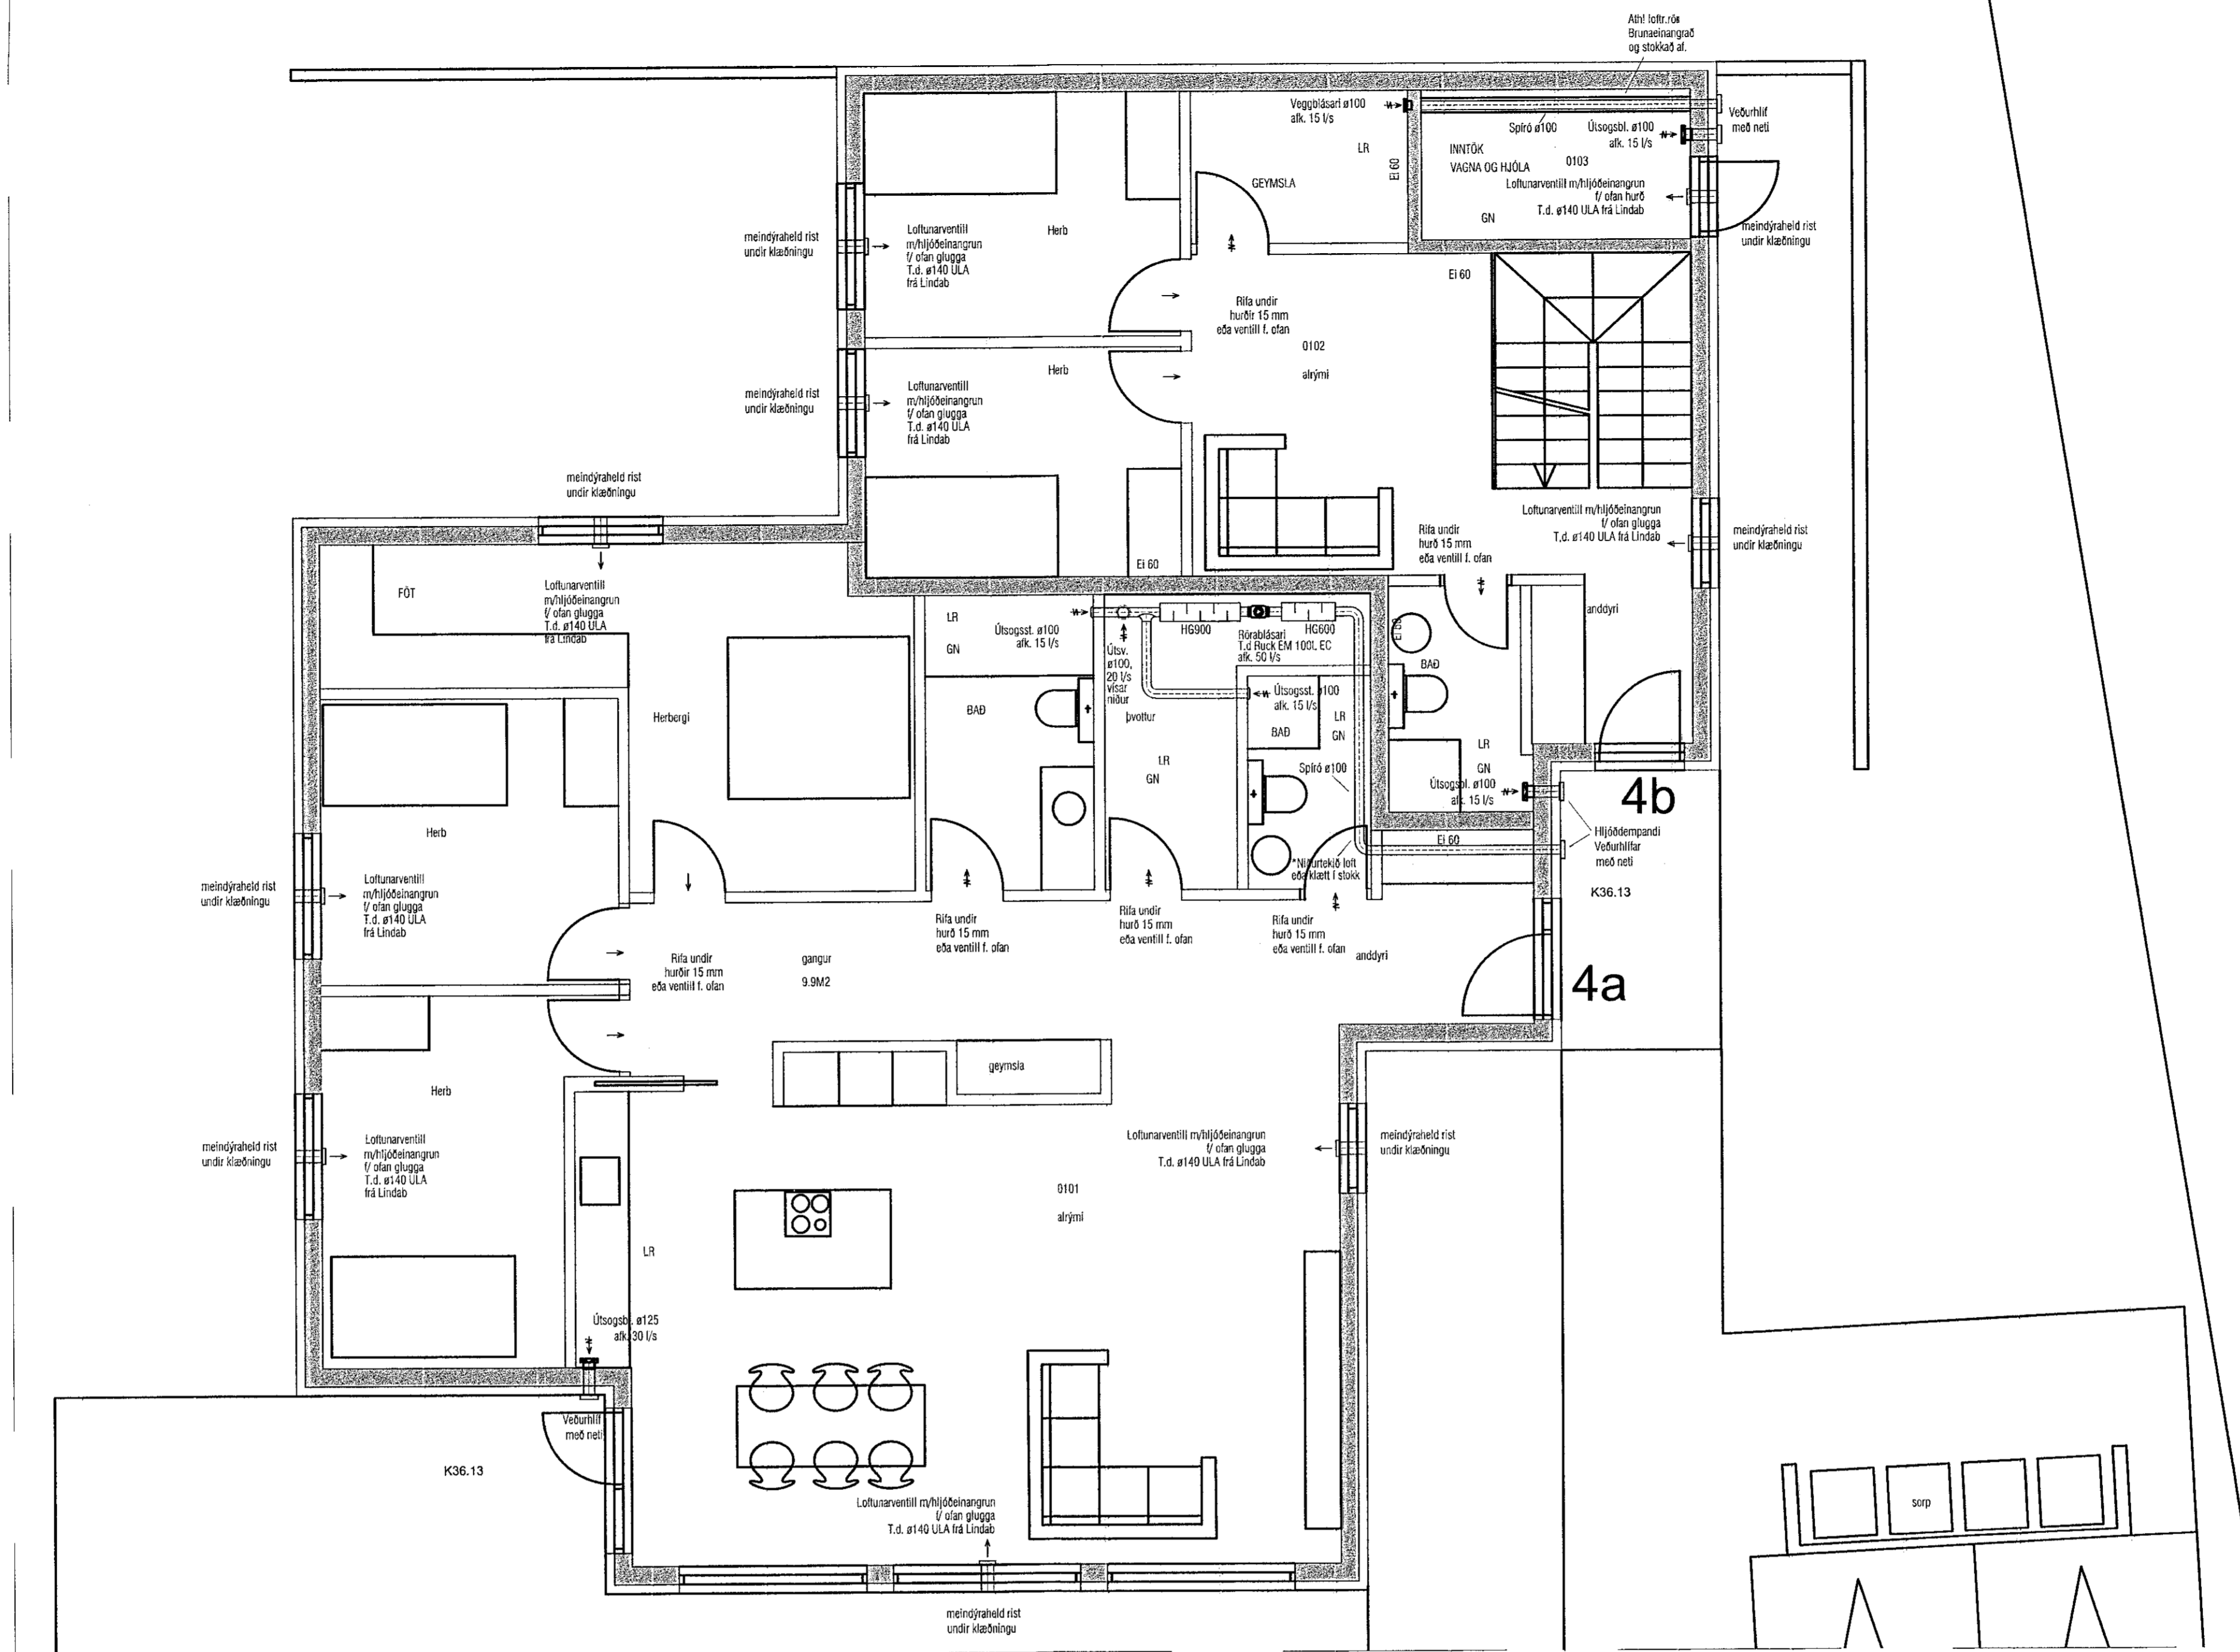 Ath! loftr.rös
Brunaeinangrað
og stokkað af.
Veggblásari ø100
afk. 15 l/s
Spíró ø100
Útsogsbl. ø100
afk. 15 l/s
Veðurhlíf
með neti
LR
EI 60
INNTÖK
VAGNA OG HJÓLA
0103
GEYMSLA
Loftunarventill m/hljóðeinangrun
f/ ofan hurð
T.d. ø140 ULA frá Lindab
GN
meindýraheld rist
undir klæðningu
meindýraheld rist
undir klæðningu
Loftunarventill
m/hljóðeinangrun
f/ ofan glugga
T.d. ø140 ULA
frá Lindab
Herb
Ei 60
Rifa undir
hurðir 15 mm
eða ventill f. ofan
0102
alrými
meindýraheld rist
undir klæðningu
Loftunarventill
m/hljóðeinangrun
f/ ofan glugga
T.d. ø140 ULA
frá Lindab
Herb
meindýraheld rist
undir klæðningu
Loftunarventill m/hljóðeinangrun
f/ ofan glugga
T.d. ø140 ULA frá Lindab
meindýraheld rist
undir klæðningu
Rifa undir
hurð 15 mm
eða ventill f. ofan
Ei 60
FÖT
Loftunarventill
m/hljóðeinangrun
f/ ofan glugga
T.d. ø140 ULA
frá Lindab
LR
GN
Útsogsst. ø100
afk. 15 l/s
Útsv.
ø100,
20 l/s
vísar
niður
HG900
Rörablásari
T.d Ruck EM 100L EC
afk. 50 l/s
HG600
Ei 60
BAÐ
anddyri
Herbergi
BAÐ
þvottur
LR
GN
Útsogsst. ø100
afk. 15 l/s
BAÐ
LR
GN
Spíró ø100
LR
GN
Útsogsbl. ø100
afk. 15 l/s
4b
Hljóðdempandi
Veðurhlífar
með neti
K36.13
Ei 60
*Niðurtekið loft
eða klætt í stokk
Herb
meindýraheld rist
undir klæðningu
Loftunarventill
m/hljóðeinangrun
f/ ofan glugga
T.d. ø140 ULA
frá Lindab
Rifa undir
hurðir 15 mm
eða ventill f. ofan
gangur
9.9M2
Rifa undir
hurð 15 mm
eða ventill f. ofan
Rifa undir
hurð 15 mm
eða ventill f. ofan
Rifa undir
hurð 15 mm
eða ventill f. ofan
anddyri
4a
geymsla
Herb
meindýraheld rist
undir klæðningu
Loftunarventill
m/hljóðeinangrun
f/ ofan glugga
T.d. ø140 ULA
frá Lindab
Loftunarventill m/hljóðeinangrun
f/ ofan glugga
T.d. ø140 ULA frá Lindab
meindýraheld rist
undir klæðningu
0101
alrými
LR
Útsogsbl. ø125
afk. 30 l/s
Veðurhlíf
með neti
K36.13
Loftunarventill m/hljóðeinangrun
f/ ofan glugga
T.d. ø140 ULA frá Lindab
sorp
meindýraheld rist
undir klæðningu